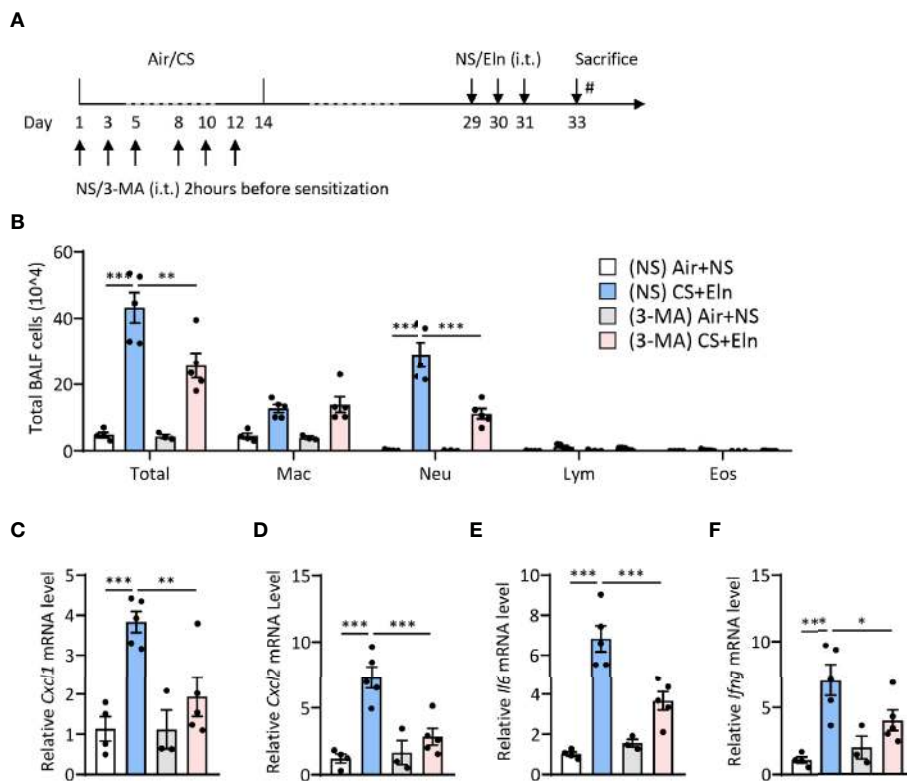 A
Air/CS
NS/Eln (i.t.)
Sacrifice
#
Day 1 3 5 8 10 12 14 29 30 31 33
NS/3-MA (i.t.) 2hours before sensitization
B
Total BALF cells (10^4)
60
40
20
0
*** **
*** ***
(NS) Air+NS
(NS) CS+Eln
(3-MA) Air+NS
(3-MA) CS+Eln
Total Mac Neu Lym Eos
C
Relative Cxcl1 mRNA level
5
4
3
2
1
0
*** **
D
Relative Cxcl2 mRNA Level
15
10
5
0
*** ***
E
Relative Il6 mRNA level
10
8
6
4
2
0
*** ***
F
Relative Ifng mRNA level
15
10
5
0
*** *